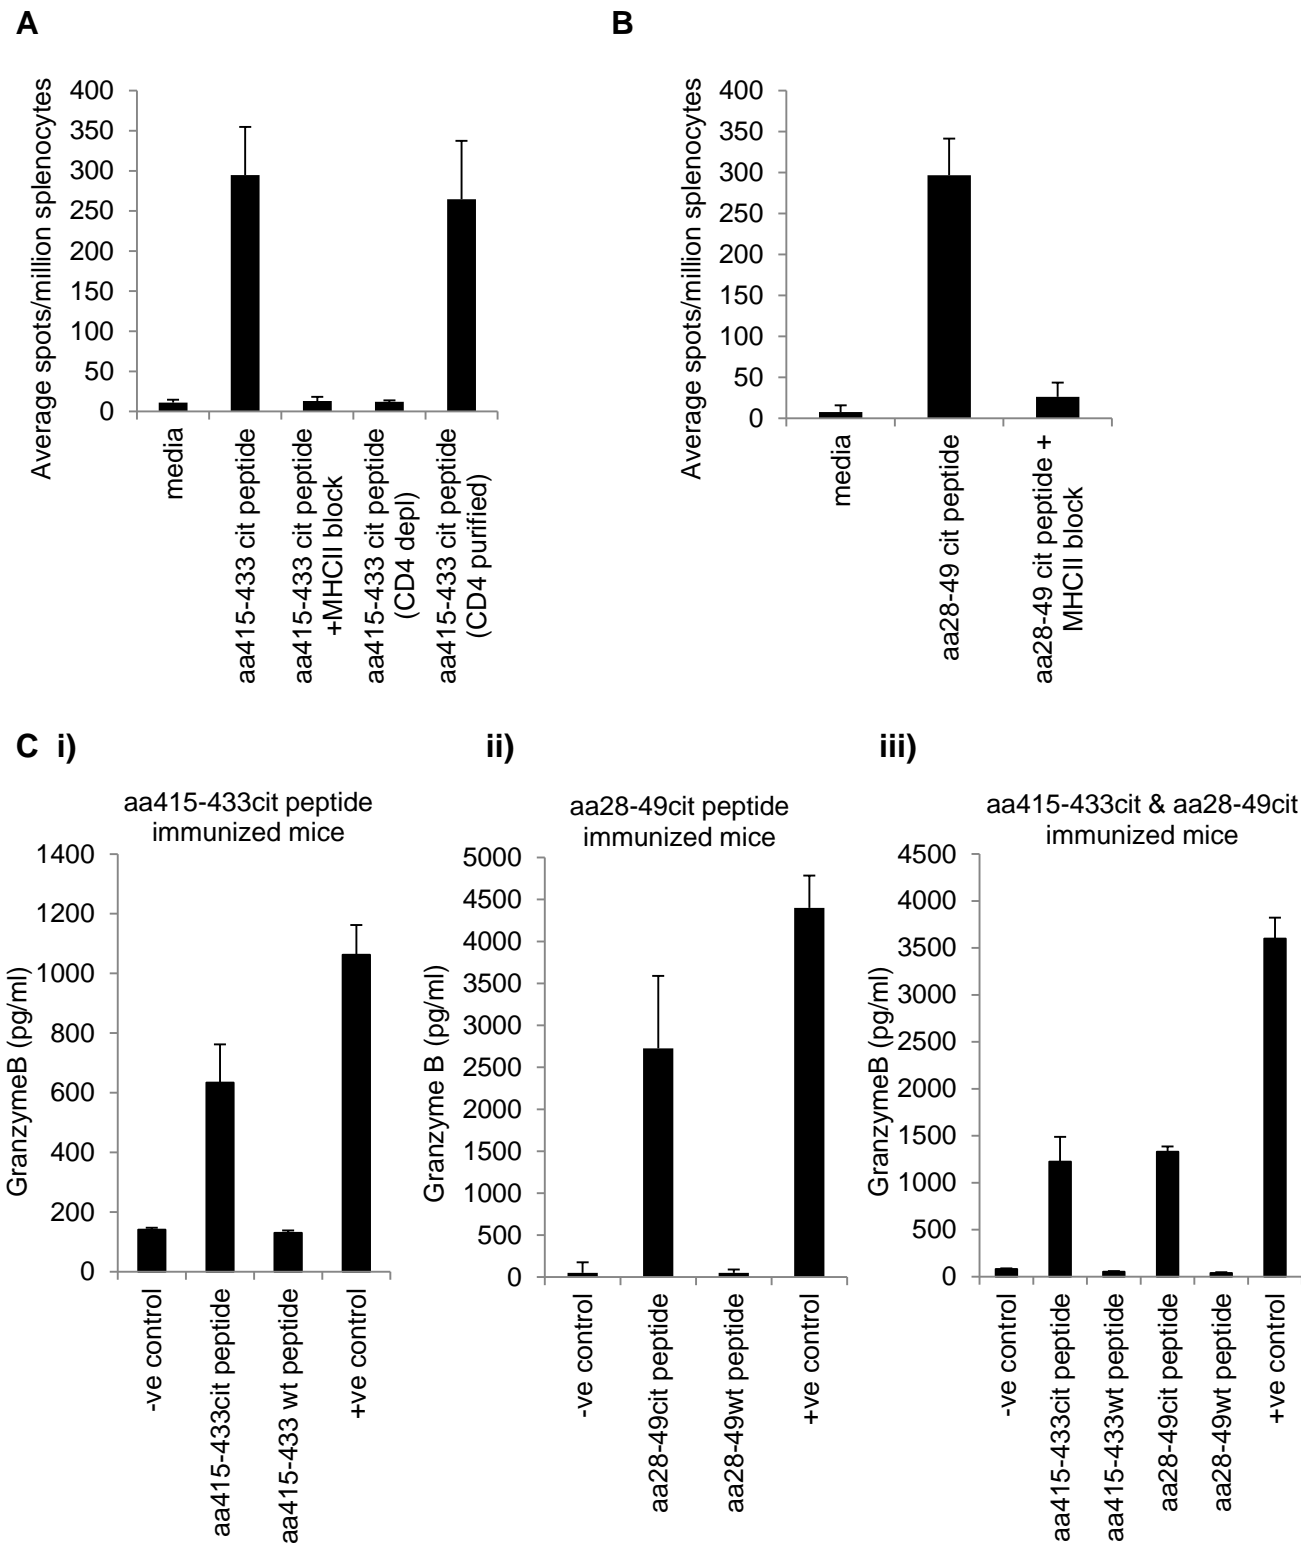 A
Average spots/million splenocytes
400
350
300
250
200
150
100
50
0
media
aa415-433 cit peptide
aa415-433 cit peptide
+MHCII block
aa415-433 cit peptide
(CD4 depl)
aa415-433 cit peptide
(CD4 purified)
B
Average spots/million splenocytes
400
350
300
250
200
150
100
50
0
media
aa28-49 cit peptide
aa28-49 cit peptide +
MHCII block
C i)
aa415-433cit peptide
immunized mice
GranzymeB (pg/ml)
1400
1200
1000
800
600
400
200
0
-ve control
aa415-433cit peptide
aa415-433 wt peptide
+ve control
ii)
aa28-49cit peptide
immunized mice
Granzyme B (pg/ml)
5000
4500
4000
3500
3000
2500
2000
1500
1000
500
0
-ve control
aa28-49cit peptide
aa28-49wt peptide
+ve control
iii)
aa415-433cit & aa28-49cit
immunized mice
GranzymeB (pg/ml)
4500
4000
3500
3000
2500
2000
1500
1000
500
0
-ve control
aa415-433cit peptide
aa415-433wt peptide
aa28-49cit peptide
aa28-49wt peptide
+ve control